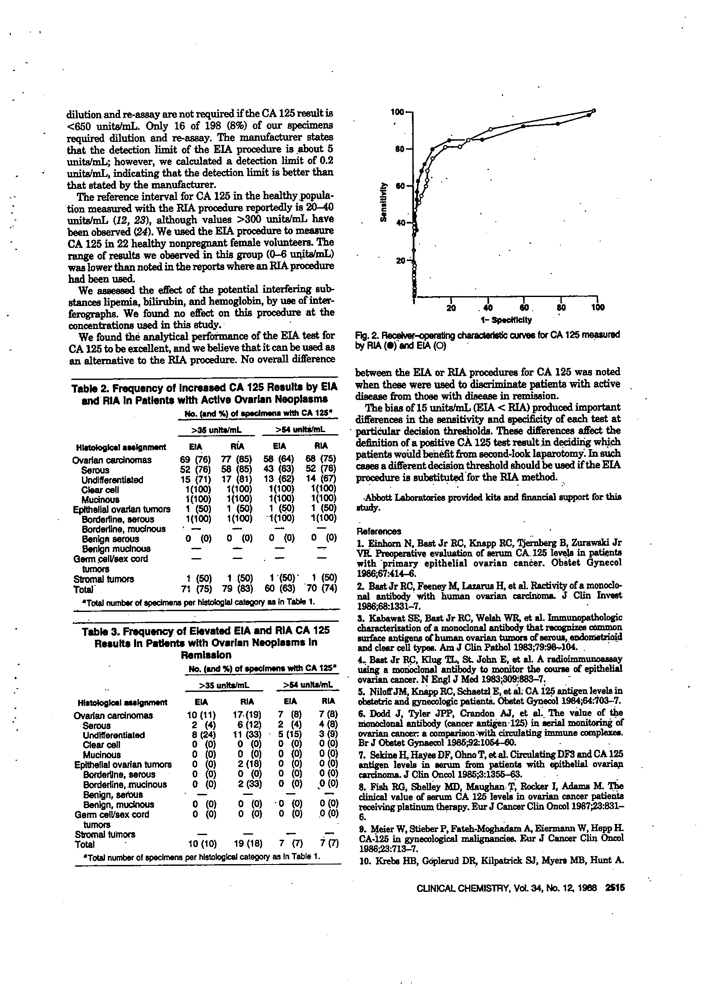 dilution and re-assay are not required if the CA 125 result is
<650 units/mL. Only 16 of 198 (8%) of our specimens
required dilution and re-assay. The manufacturer states
that the detection limit of the EIA procedure is about 5
units/mL; however, we calculated a detection limit of 0.2
units/mL, indicating that the detection limit is better than
that stated by the manufacturer.
The reference interval for CA 125 in the healthy popula-
tion measured with the RIA procedure reportedly is 20–40
units/mL (12, 23), although values >300 units/mL have
been observed (24). We used the EIA procedure to measure
CA 125 in 22 healthy nonpregnant female volunteers. The
range of results we observed in this group (0–6 units/mL)
was lower than noted in the reports where an RIA procedure
had been used.
We assessed the effect of the potential interfering sub-
stances lipemia, bilirubin, and hemoglobin, by use of inter-
ferographs. We found no effect on this procedure at the
concentrations used in this study.
We found the analytical performance of the EIA test for
CA 125 to be excellent, and we believe that it can be used as
an alternative to the RIA procedure. No overall difference
Table 2. Frequency of Increased CA 125 Results by EIA
and RIA in Patients with Active Ovarian Neoplasms
No. (and %) of specimens with CA 125ª
>35 units/mL >54 units/mL
Histological assignment EIA RIA EIA RIA
Ovarian carcinomas 69 (76) 77 (85) 58 (64) 68 (75)
Serous 52 (76) 58 (85) 43 (63) 52 (76)
Undifferentiated 15 (71) 17 (81) 13 (62) 14 (67)
Clear cell 1(100) 1(100) 1(100) 1(100)
Mucinous 1(100) 1(100) 1(100) 1(100)
Epithelial ovarian tumors 1 (50) 1 (50) 1 (50) 1 (50)
Borderline, serous 1(100) 1(100) 1(100) 1(100)
Borderline, mucinous — — — —
Benign serous 0 (0) 0 (0) 0 (0) 0 (0)
Benign mucinous — — — —
Germ cell/sex cord — — — —
tumors
Stromal tumors 1 (50) 1 (50) 1 (50) 1 (50)
Total 71 (75) 79 (83) 60 (63) 70 (74)
ªTotal number of specimens per histologial category as in Table 1.
Table 3. Frequency of Elevated EIA and RIA CA 125
Results in Patients with Ovarian Neoplasms in
Remission
No. (and %) of specimens with CA 125ª
>35 units/mL >54 units/mL
Histological assignment EIA RIA EIA RIA
Ovarian carcinomas 10 (11) 17 (19) 7 (8) 7 (8)
Serous 2 (4) 6 (12) 2 (4) 4 (8)
Undifferentiated 8 (24) 11 (33) 5 (15) 3 (9)
Clear cell 0 (0) 0 (0) 0 (0) 0 (0)
Mucinous 0 (0) 0 (0) 0 (0) 0 (0)
Epithelial ovarian tumors 0 (0) 2 (18) 0 (0) 0 (0)
Borderline, serous 0 (0) 0 (0) 0 (0) 0 (0)
Borderline, mucinous 0 (0) 2 (33) 0 (0) 0 (0)
Benign, serous — — — —
Benign, mucinous 0 (0) 0 (0) 0 (0) 0 (0)
Germ cell/sex cord 0 (0) 0 (0) 0 (0) 0 (0)
tumors
Stromal tumors — — — —
Total 10 (10) 19 (18) 7 (7) 7 (7)
ªTotal number of specimens per histological category as in Table 1.
100
80
60
40
20
Sensitivity
20 40 60 80 100
1- Specificity
Fig. 2. Receiver-operating characteristic curves for CA 125 measured
by RIA (●) and EIA (○)
between the EIA or RIA procedures for CA 125 was noted
when these were used to discriminate patients with active
disease from those with disease in remission.
The bias of 15 units/mL (EIA < RIA) produced important
differences in the sensitivity and specificity of each test at
particular decision thresholds. These differences affect the
definition of a positive CA 125 test result in deciding which
patients would benefit from second-look laparotomy. In such
cases a different decision threshold should be used if the EIA
procedure is substituted for the RIA method.
Abbott Laboratories provided kits and financial support for this
study.
References
1. Einhorn N, Bast Jr RC, Knapp RC, Tjernberg B, Zurawski Jr
VR. Preoperative evaluation of serum CA 125 levels in patients
with primary epithelial ovarian cancer. Obstet Gynecol
1986;67:414–6.
2. Bast Jr RC, Feeney M, Lazarus H, et al. Ractivity of a monoclo-
nal antibody with human ovarian carcinoma. J Clin Invest
1986;68:1331–7.
3. Kabawat SE, Bast Jr RC, Welsh WR, et al. Immunopathologic
characterization of a monoclonal antibody that recognizes common
surface antigens of human ovarian tumors of serous, endometrioid
and clear cell types. Am J Clin Pathol 1983;79:98–104.
4. Bast Jr RC, Klug TL, St. John E, et al. A radioimmunoassay
using a monoclonal antibody to monitor the course of epithelial
ovarian cancer. N Engl J Med 1983;309:883–7.
5. Niloff JM, Knapp RC, Schaetzl E, et al. CA 125 antigen levels in
obstetric and gynecologic patients. Obstet Gynecol 1984;64:703–7.
6. Dodd J, Tyler JPP, Crandon AJ, et al. The value of the
monoclonal antibody (cancer antigen 125) in serial monitoring of
ovarian cancer: a comparison with circulating immune complexes.
Br J Obstet Gynaecol 1985;92:1054–60.
7. Sekine H, Hayes DF, Ohno T, et al. Circulating DF3 and CA 125
antigen levels in serum from patients with epithelial ovarian
carcinoma. J Clin Oncol 1985;3:1355–63.
8. Fish RG, Shelley MD, Maughan T, Rocker I, Adams M. The
clinical value of serum CA 125 levels in ovarian cancer patients
receiving platinum therapy. Eur J Cancer Clin Oncol 1987;23:831–
6.
9. Meier W, Stieber P, Fateh-Moghadam A, Eiermann W, Hepp H.
CA-125 in gynecological malignancies. Eur J Cancer Clin Oncol
1986;23:713–7.
10. Krebs HB, Goplerud DR, Kilpatrick SJ, Myers MB, Hunt A.
CLINICAL CHEMISTRY, Vol. 34, No. 12, 1988 2515